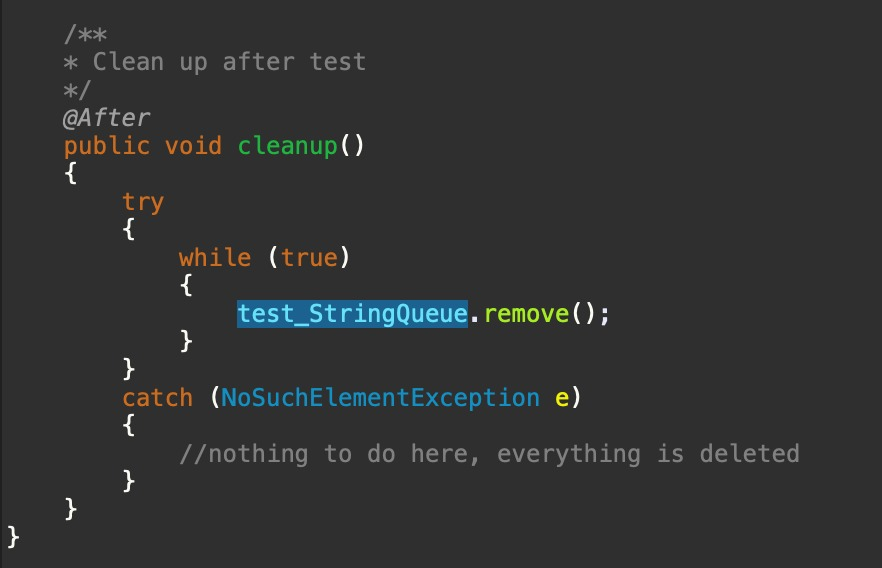 /**
* Clean up after test
*/
@After
public void cleanup()
{
try
{
while (true)
{
test_StringQueue.remove();
}
}
catch (NoSuchElementException e)
{
//nothing to do here, everything is deleted
}
}
}